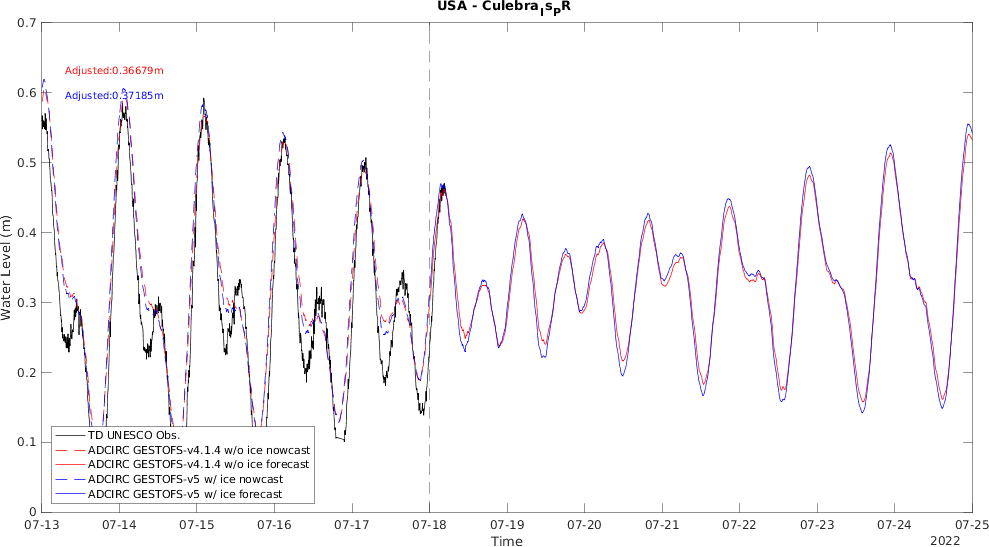 USA - Culebra_Is_PR
0.7
Adjusted:0.36679m
0.6
Adjusted:0.37185m
0.5
0.4
Water Level (m)
0.3
0.2
0.1
0
TD UNESCO Obs.
ADCIRC GESTOFS-v4.1.4 w/o ice nowcast
ADCIRC GESTOFS-v4.1.4 w/o ice forecast
ADCIRC GESTOFS-v5 w/ ice nowcast
ADCIRC GESTOFS-v5 w/ ice forecast
07-13 07-14 07-15 07-16 07-17 07-18 07-19 07-20 07-21 07-22 07-23 07-24 07-25
Time
2022